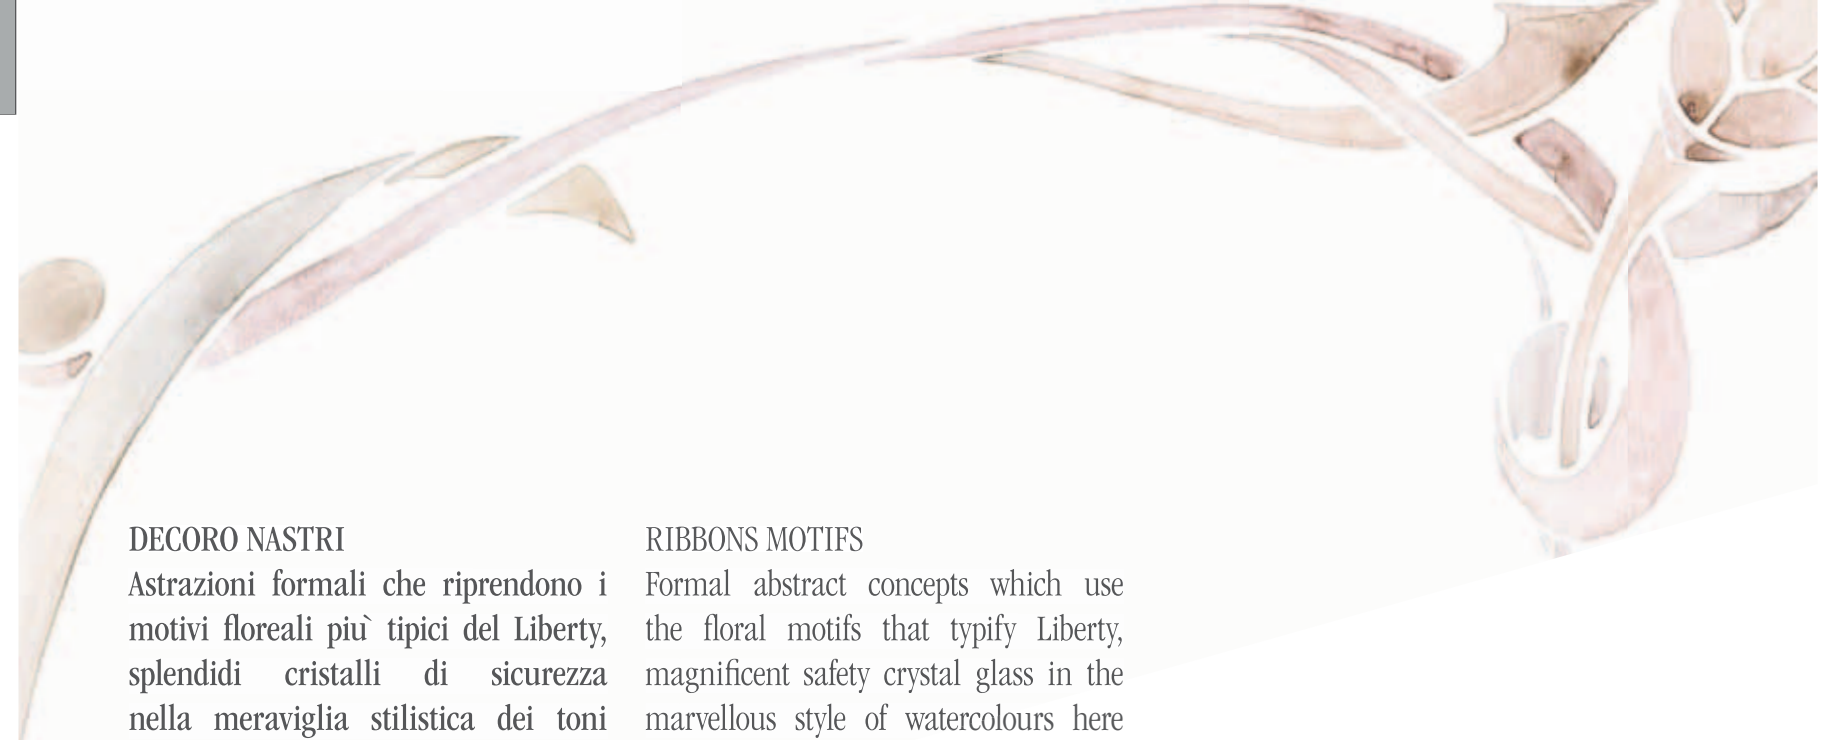 DECORO NASTRI
Astrazioni formali che riprendono i
motivi floreali piu` tipici del Liberty,
splendidi cristalli di sicurezza
nella meraviglia stilistica dei toni
RIBBONS MOTIFS
Formal abstract concepts which use
the floral motifs that typify Liberty,
magnificent safety crystal glass in the
marvellous style of watercolours here